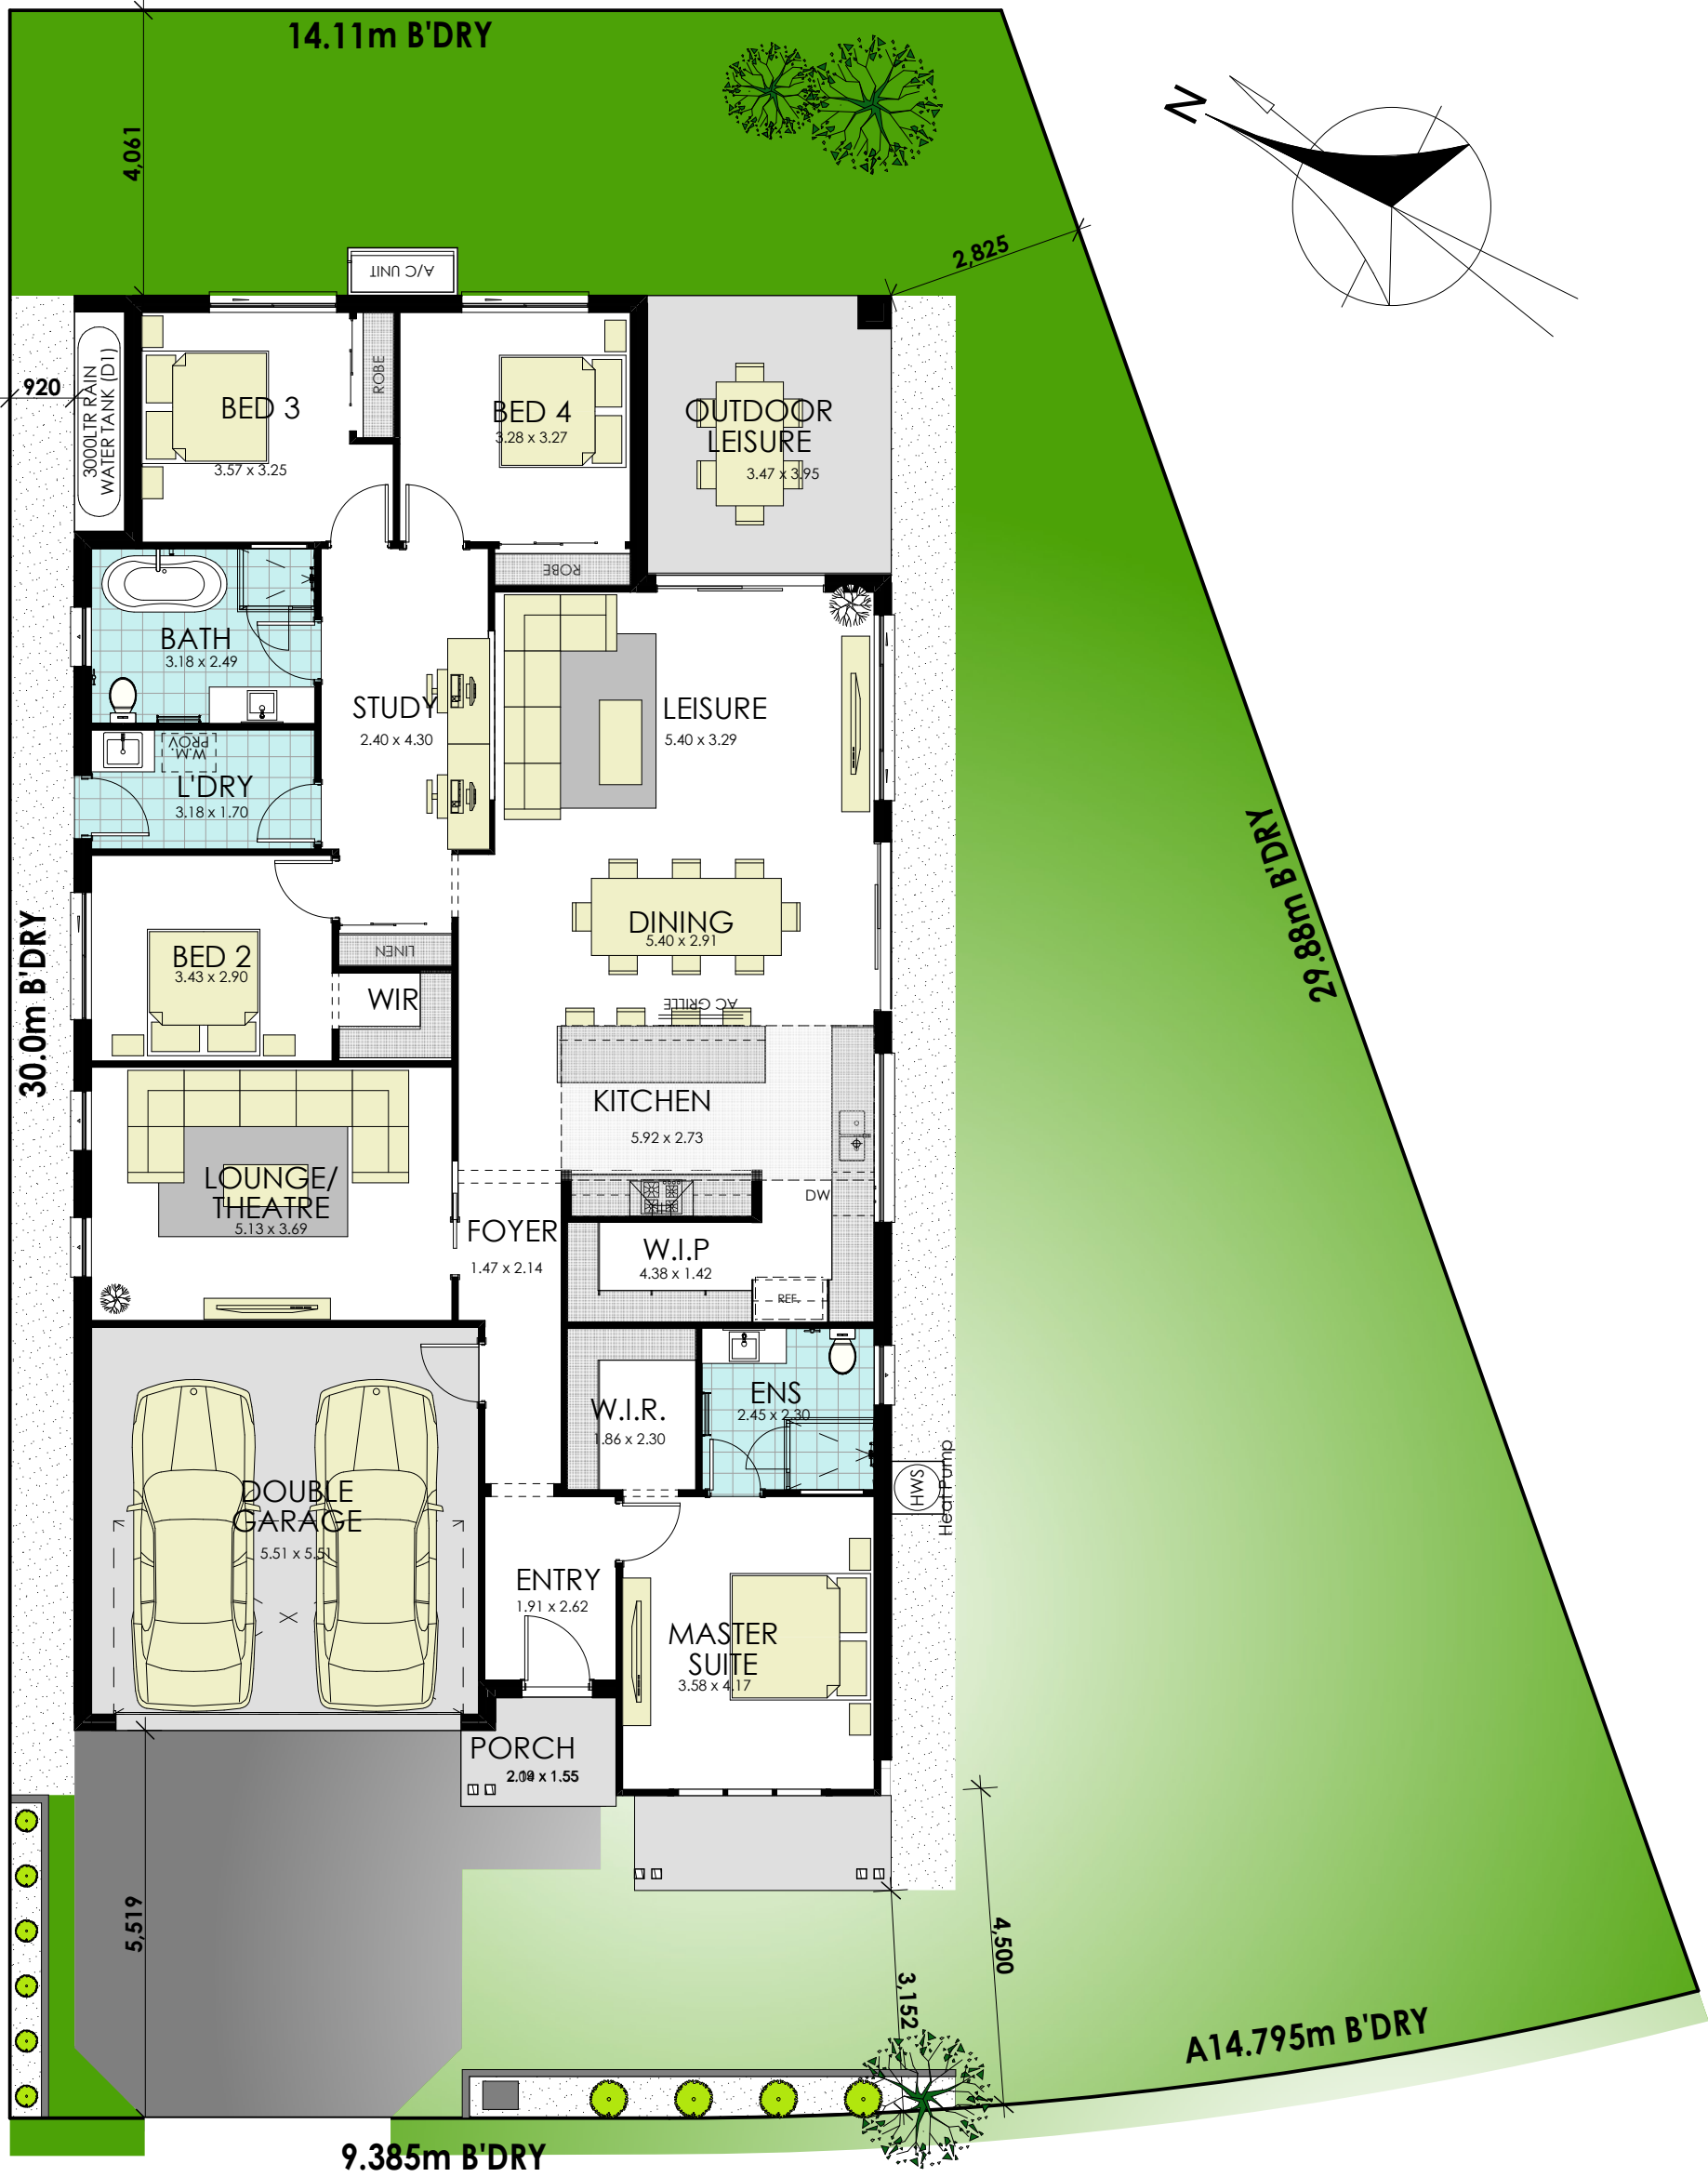 14.11m B'DRY
N
4,061
2,825
A/C UNIT
920
3000LTR RAIN
WATER TANK (D1)
BED 3
3.57 x 3.25
ROBE
BED 4
3.28 x 3.27
ROBE
OUTDOOR
LEISURE
3.47 x 3.95
BATH
3.18 x 2.49
STUDY
2.40 x 4.30
LEISURE
5.40 x 3.29
W.M.
PROV.
L'DRY
3.18 x 1.70
29.88m B'DRY
30.0m B'DRY
DINING
5.40 x 2.91
BED 2
3.43 x 2.90
LINEN
WIR
AC GRILLE
KITCHEN
5.92 x 2.73
DW
LOUNGE/
THEATRE
5.13 x 3.69
FOYER
1.47 x 2.14
W.I.P
4.38 x 1.42
REF.
W.I.R.
1.86 x 2.30
ENS
2.45 x 2.30
HWS
Heat Pump
DOUBLE
GARAGE
5.51 x 5.51
ENTRY
1.91 x 2.62
MASTER
SUITE
3.58 x 4.17
PORCH
x 1.55
5,519
4,500
3,152
A14.795m B'DRY
9.385m B'DRY